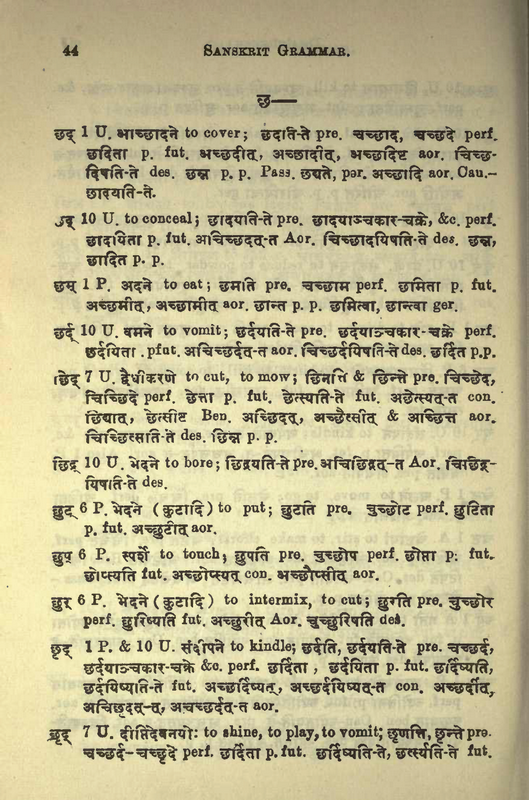 44 SANSKRIT GRAMMAR.
छ—
छद् 1 U. आच्छादने to cover; छदति-ते pre. चच्छाद, चच्छदे perf.
छदिता p. fut. अच्छदीत्, अच्छादीत्, अच्छदिष्ट aor. चिच्छ-
दिषति-ते des. छन्न p. p. Pass. छद्यते, par. अच्छादि aor. Cau.–
छादयति-ते.
छद् 10 U. to conceal; छादयति-ते pre. छादयाञ्चकार-चक्रे, &c. perf.
छादयिता p. fut. अचिच्छदत्-त Aor. चिच्छादयिषति-ते des. छन्न,
छादित p. p.
छम् 1 P. अदने to eat; छमति pre. चच्छाम perf. छमिता p. fut.
अच्छमीत्, अच्छामीत् aor. छान्त p. p. छमित्वा, छान्त्वा ger.
छर्द् 10 U. वमने to vomit; छर्दयति-ते pre. छर्दयाञ्चकार-चक्रे perf.
छर्दयिता .pfut. अचिच्छर्दत्-त aor. चिच्छर्दयिषति-ते des. छर्दित p.p.
छिद् 7 U. द्वैधीकरणे to cut, to mow; छिनत्ति & छिन्ते pre. चिच्छेद,
चिच्छिदे perf. छेत्ता p. fut. छेत्स्यति-ते fut. अछेत्स्यत्-त con.
छिद्यात्, छेत्सीष्ट Ben. अच्छिदत्, अच्छैत्सीत् & आच्छित्त aor.
चिच्छित्सति-ते des. छिन्न p. p.
छिद्र् 10 U. भेदने to bore; छिद्रयति-ते pre. अचिछिद्रत्-त Aor. चिछिद्र-
यिषति-ते des.
छुट् 6 P. भेदने (कुटादि) to put; छुटति pre. चुच्छोट perf. छुटिता
p. fut. अच्छुटीत् aor.
छुप् 6 P. स्पर्शे to touch; छुपति pre. चुच्छोप perf. छोप्ता p: fut.
छोप्स्यति fut. अच्छोप्स्यत् con. अच्छौप्सीत् aor.
छुर् 6 P. भेदने (कुटादि) to intermix, to cut; छुरति pre. चुच्छोर
perf. छुरिष्यति fut. अच्छुरीत् Aor. चुच्छुरिषति des.
छृद् 1 P. & 10 U. संदीपने to kindle; छर्दति, छर्दयति-ते pre. चच्छर्द,
छर्दयाञ्चकार-चक्रे &c. perf. छर्दिता , छर्दयिता p. fut. छर्दिष्यति,
छर्दयिष्यति-ते fut. अच्छर्दिष्यत्, अच्छर्दयिष्यत्-त con. अच्छर्दीत्,
अचिछृदत्-त्, अचच्छर्दत्-त aor.
छृद् 7 U. दीप्तिदेवनयो: to shine, to play, to vomit; छृणत्ति, छृन्ते pre.
चच्छर्द-चच्छृदे perf. छर्दिता p. fut. छर्दिष्यति-ते, छर्त्स्यति-ते fut.